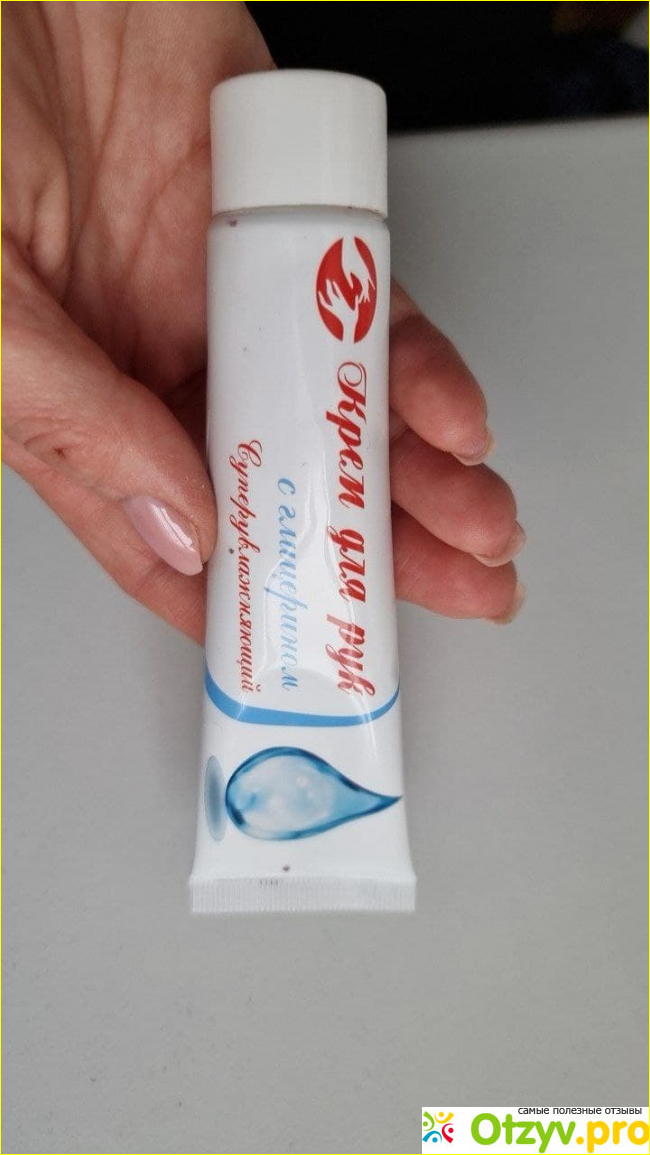 Крем для рук
с глицерином
Суперувлажняющий
самые полезные отзывы
Otzyv.pro